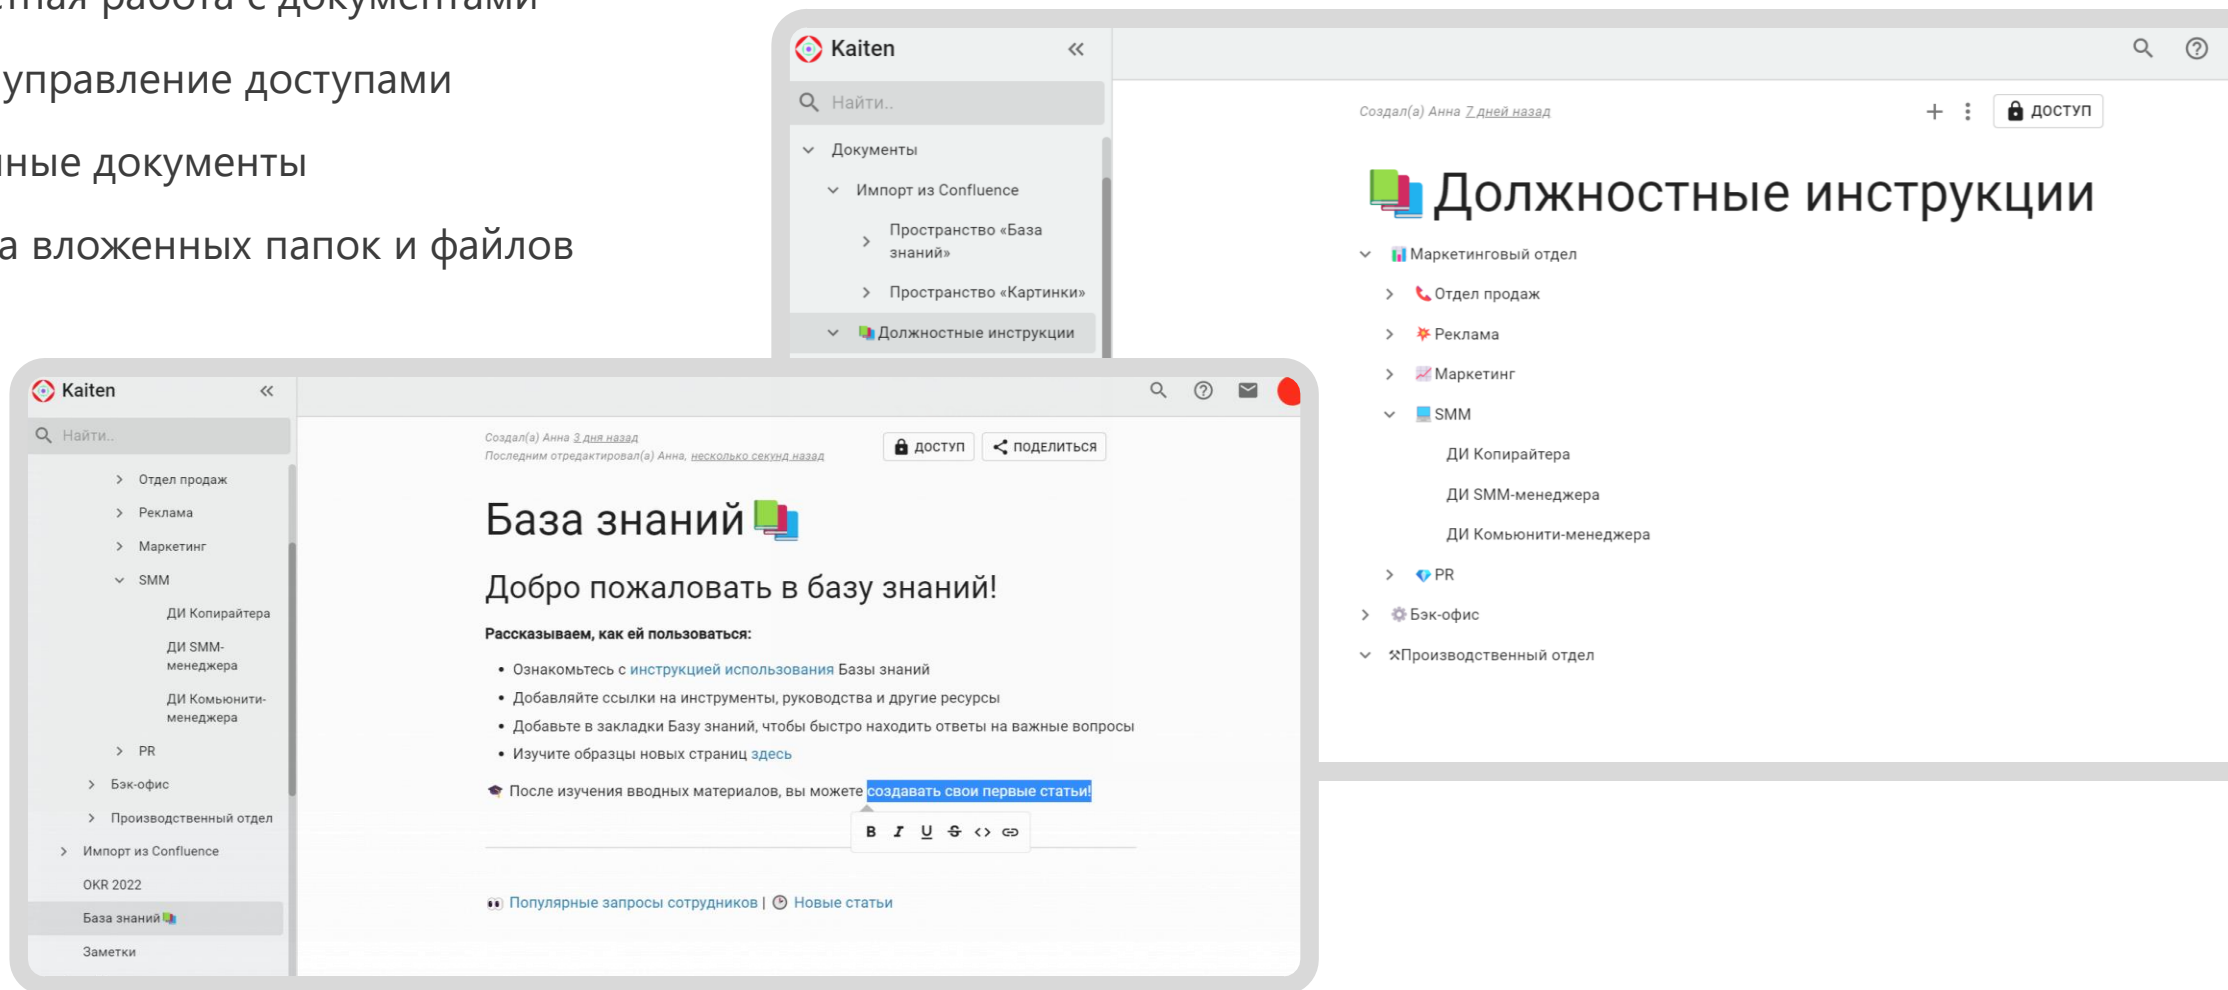 работа с документами
управление доступами
документы
вложенных папок и файлов
Kaiten
Найти..
Документы
Импорт из Confluence
Пространство «База
знаний»
Пространство «Картинки»
Должностные инструкции
Создал(а) Анна 7 дней назад
ДОСТУП
Должностные инструкции
Маркетинговый отдел
Отдел продаж
Реклама
Маркетинг
SMM
ДИ Копирайтера
ДИ SMM-менеджера
ДИ Комьюнити-менеджера
PR
Бэк-офис
Производственный отдел
Kaiten
Найти..
Отдел продаж
Реклама
Маркетинг
SMM
ДИ Копирайтера
ДИ SMM-
менеджера
ДИ Комьюнити-
менеджера
PR
Бэк-офис
Производственный отдел
Импорт из Confluence
OKR 2022
База знаний
Заметки
Создал(а) Анна 3 дня назад
Последним отредактировал(а) Анна, несколько секунд назад
ДОСТУП
ПОДЕЛИТЬСЯ
База знаний
Добро пожаловать в базу знаний!
Рассказываем, как ей пользоваться:
• Ознакомьтесь с инструкцией использования Базы знаний
• Добавляйте ссылки на инструменты, руководства и другие ресурсы
• Добавьте в закладки Базу знаний, чтобы быстро находить ответы на важные вопросы
• Изучите образцы новых страниц здесь
После изучения вводных материалов, вы можете создавать свои первые статьи!
B I U S <>
Популярные запросы сотрудников | Новые статьи